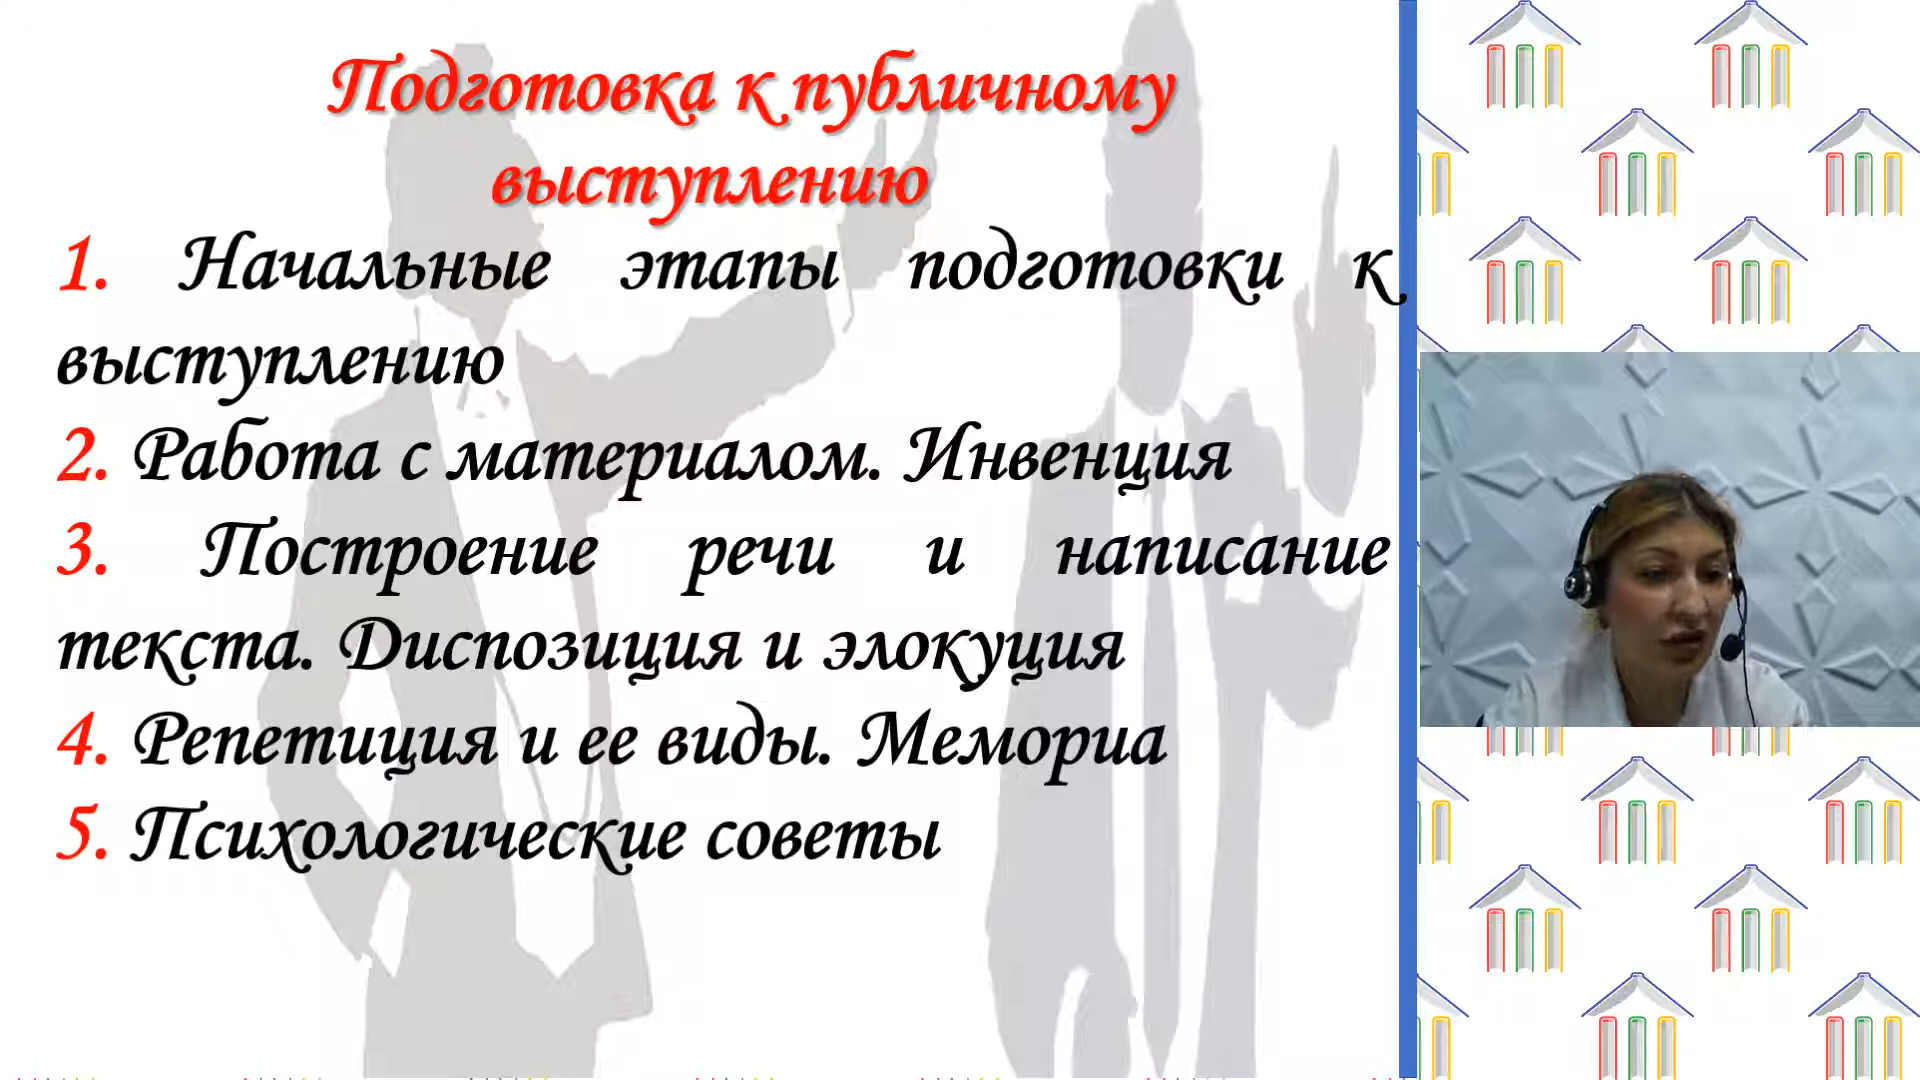 Подготовка к публичному
выступлению
1. Начальные этапы подготовки к
выступлению
2. Работа с материалом. Инвенция
3. Построение речи и написание
текста. Диспозиция и элокуция
4. Репетиция и ее виды. Мемориа
5. Психологические советы